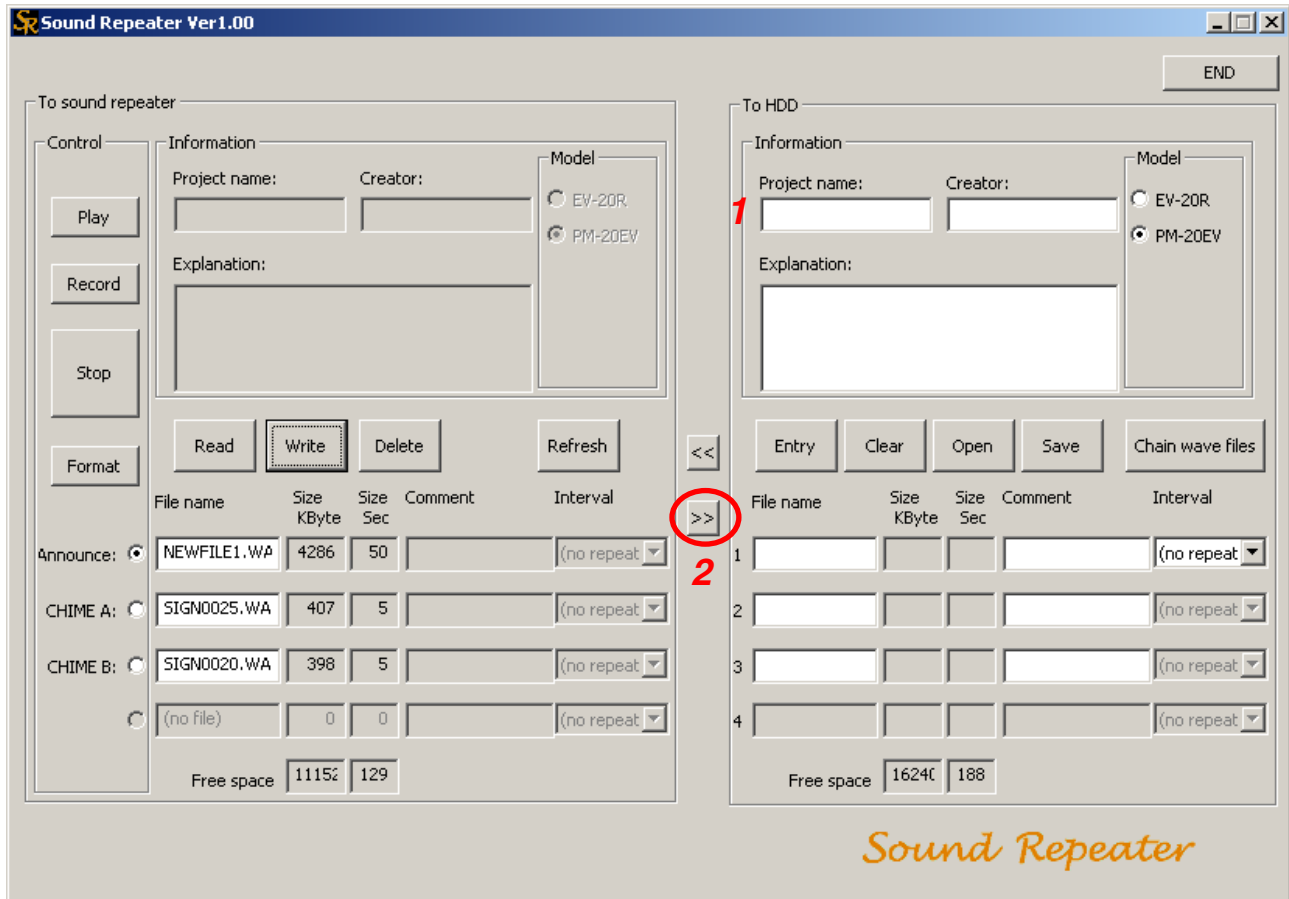 Sound Repeater Ver1.00
END
To sound repeater
Control
Play
Record
Stop
Format
Information
Project name:
Creator:
Explanation:
Model
EV-20R
PM-20EV
Read Write Delete Refresh
File name Size KByte Size Sec Comment Interval
Announce: NEWFILE1.WA 4286 50 (no repeat
CHIME A: SIGN0025.WA 407 5 (no repeat
CHIME B: SIGN0020.WA 398 5 (no repeat
(no file) 0 0 (no repeat
Free space 11152 129
<<
>>
2
To HDD
Information
1
Project name:
Creator:
Explanation:
Model
EV-20R
PM-20EV
Entry Clear Open Save Chain wave files
File name Size KByte Size Sec Comment Interval
1 (no repeat
2 (no repeat
3 (no repeat
4 (no repeat
Free space 16240 188
Sound Repeater